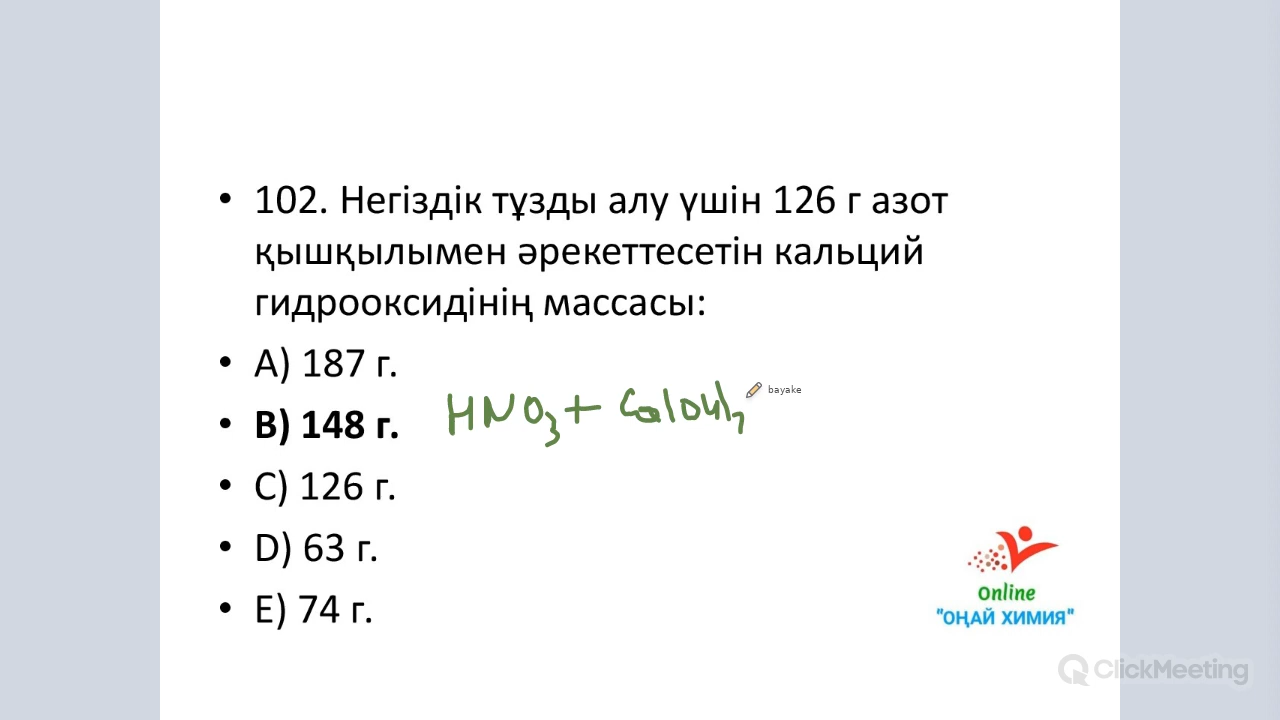 • 102. Негіздік тұзды алу үшін 126 г азот
қышқылымен әрекеттесетін кальций
гидрооксидінің массасы:
• A) 187 г.
• B) 148 г.
HNO3 + Ca(OH)2
bayake
• C) 126 г.
• D) 63 г.
• E) 74 г.
Online
"ОҢАЙ ХИМИЯ"
ClickMeeting